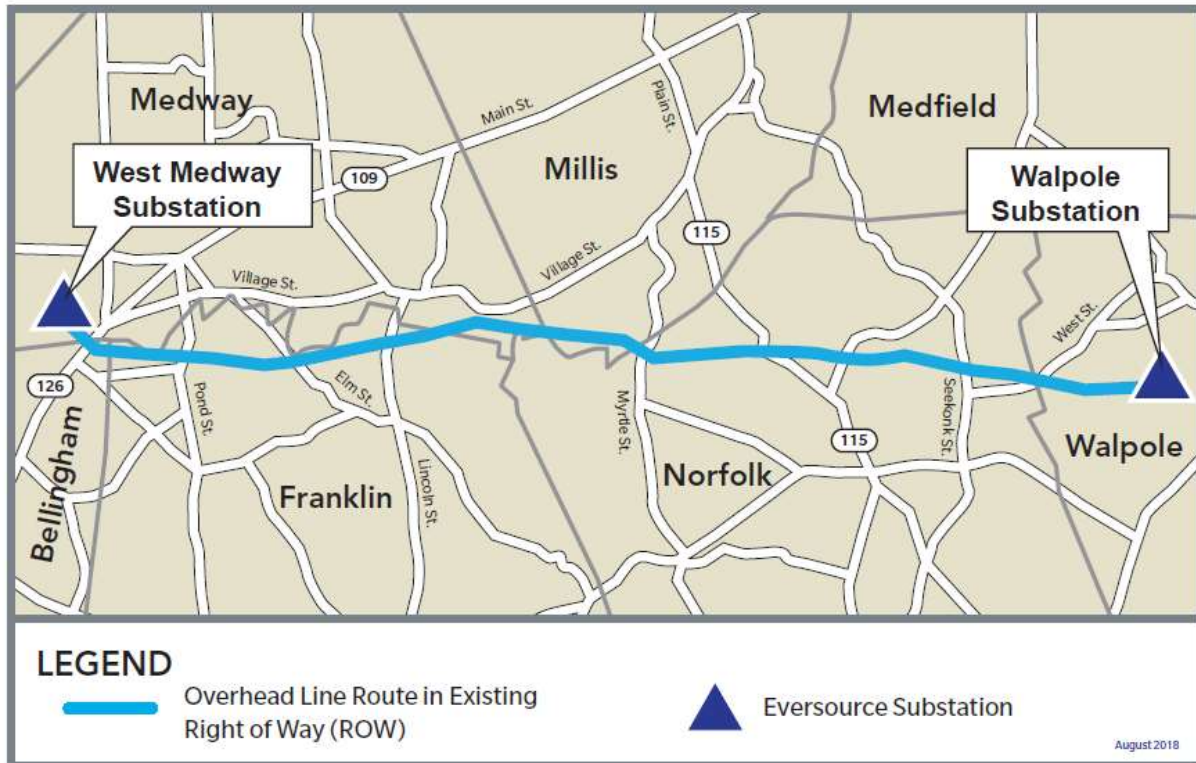 Medway
Medfield
Main St.
Plain St.
West Medway
Substation
109
Millis
Walpole
Substation
115
Village St.
Village St.
West St.
126
Pond St.
Elm St.
Myrtle St.
Seekonk St.
115
Walpole
Bellingham
Franklin
Lincoln St.
Norfolk
LEGEND
Overhead Line Route in Existing
Right of Way (ROW)
Eversource Substation
August 2018